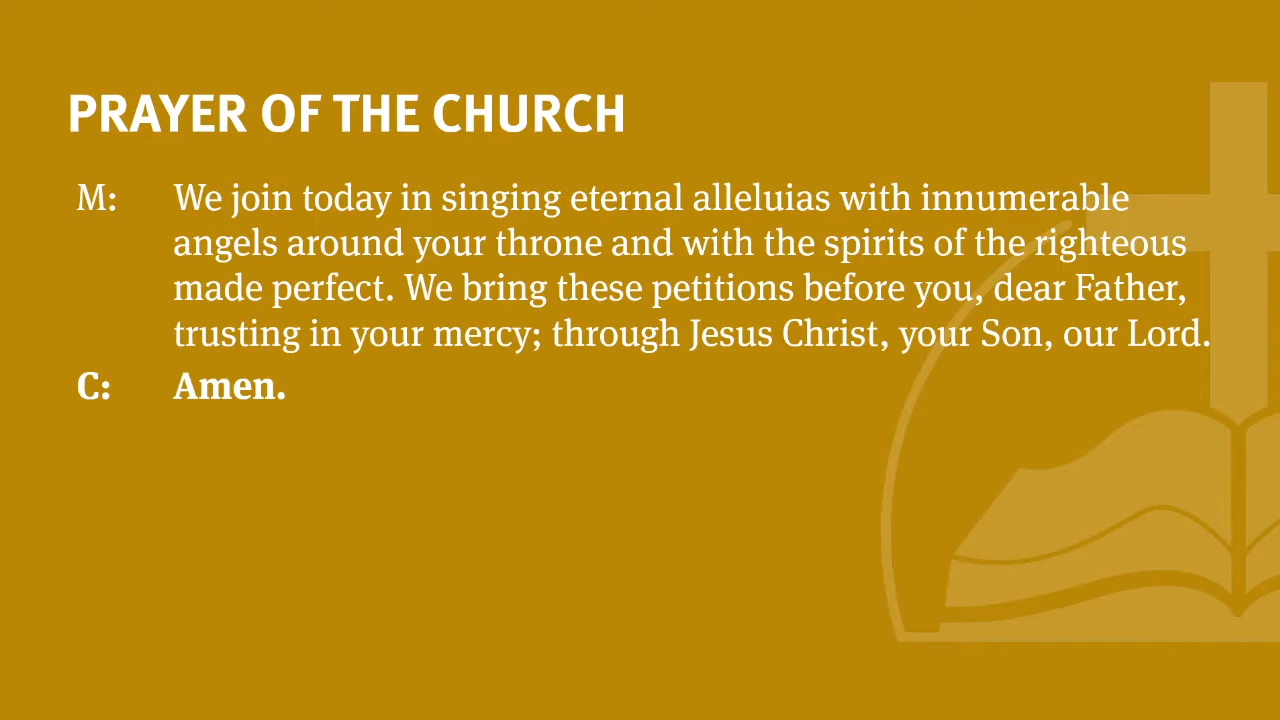 PRAYER OF THE CHURCH
M: We join today in singing eternal alleluias with innumerable
angels around your throne and with the spirits of the righteous
made perfect. We bring these petitions before you, dear Father,
trusting in your mercy; through Jesus Christ, your Son, our Lord.
C: Amen.